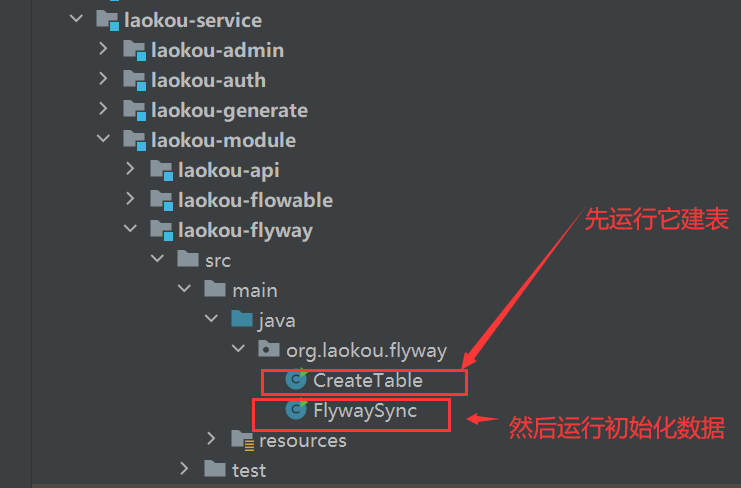 laokou-service
laokou-admin
laokou-auth
laokou-generate
laokou-module
laokou-api
laokou-flowable
laokou-flyway
先运行它建表
src
main
java
org.laokou.flyway
CreateTable
FlywaySync
然后运行初始化数据
resources
test